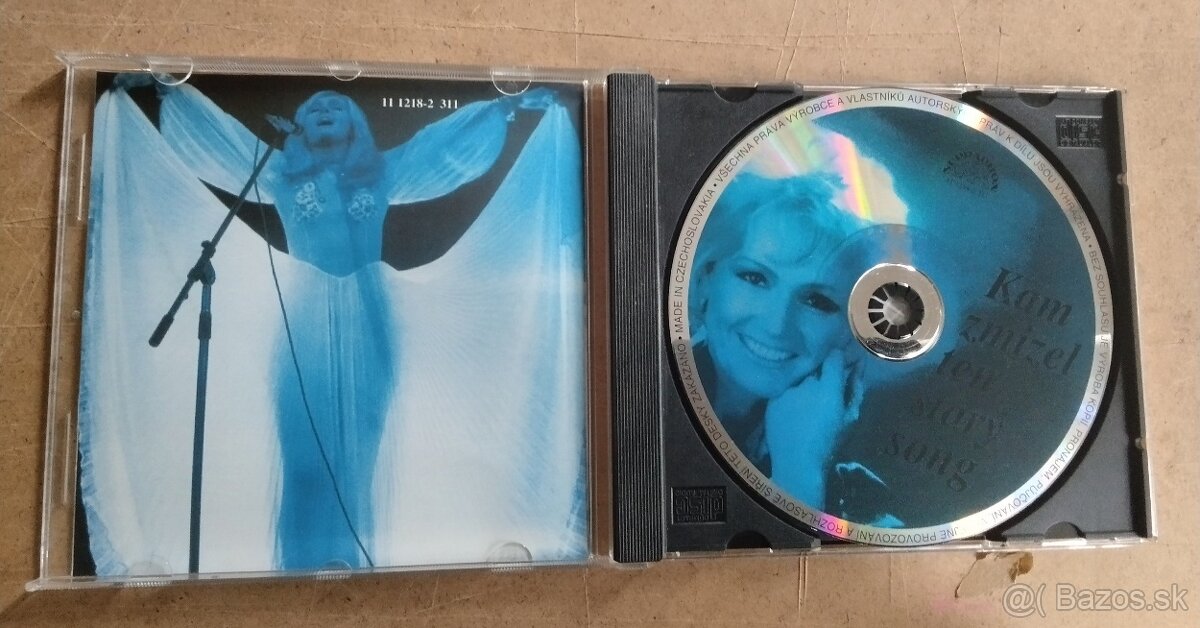 11 1218-2 311
VŠECHNA PRÁVA VÝROBCE A VLASTNÍKŮ AUTORSKÝCH PRÁV K DÍLU JSOU VYHRAZENA • BEZ SOUHLASU JE VÝROBA KOPIÍ, PRONÁJEM, PŮJČOVÁNÍ, VEŘEJNÉ PROVOZOVÁNÍ A ROZHLASOVÉ ŠÍŘENÍ TÉTO DESKY ZAKÁZÁNO • MADE IN CZECHOSLOVAKIA •
SUPRAPHON
Kam
zmizel
ten
starý
song
@( Bazos.sk